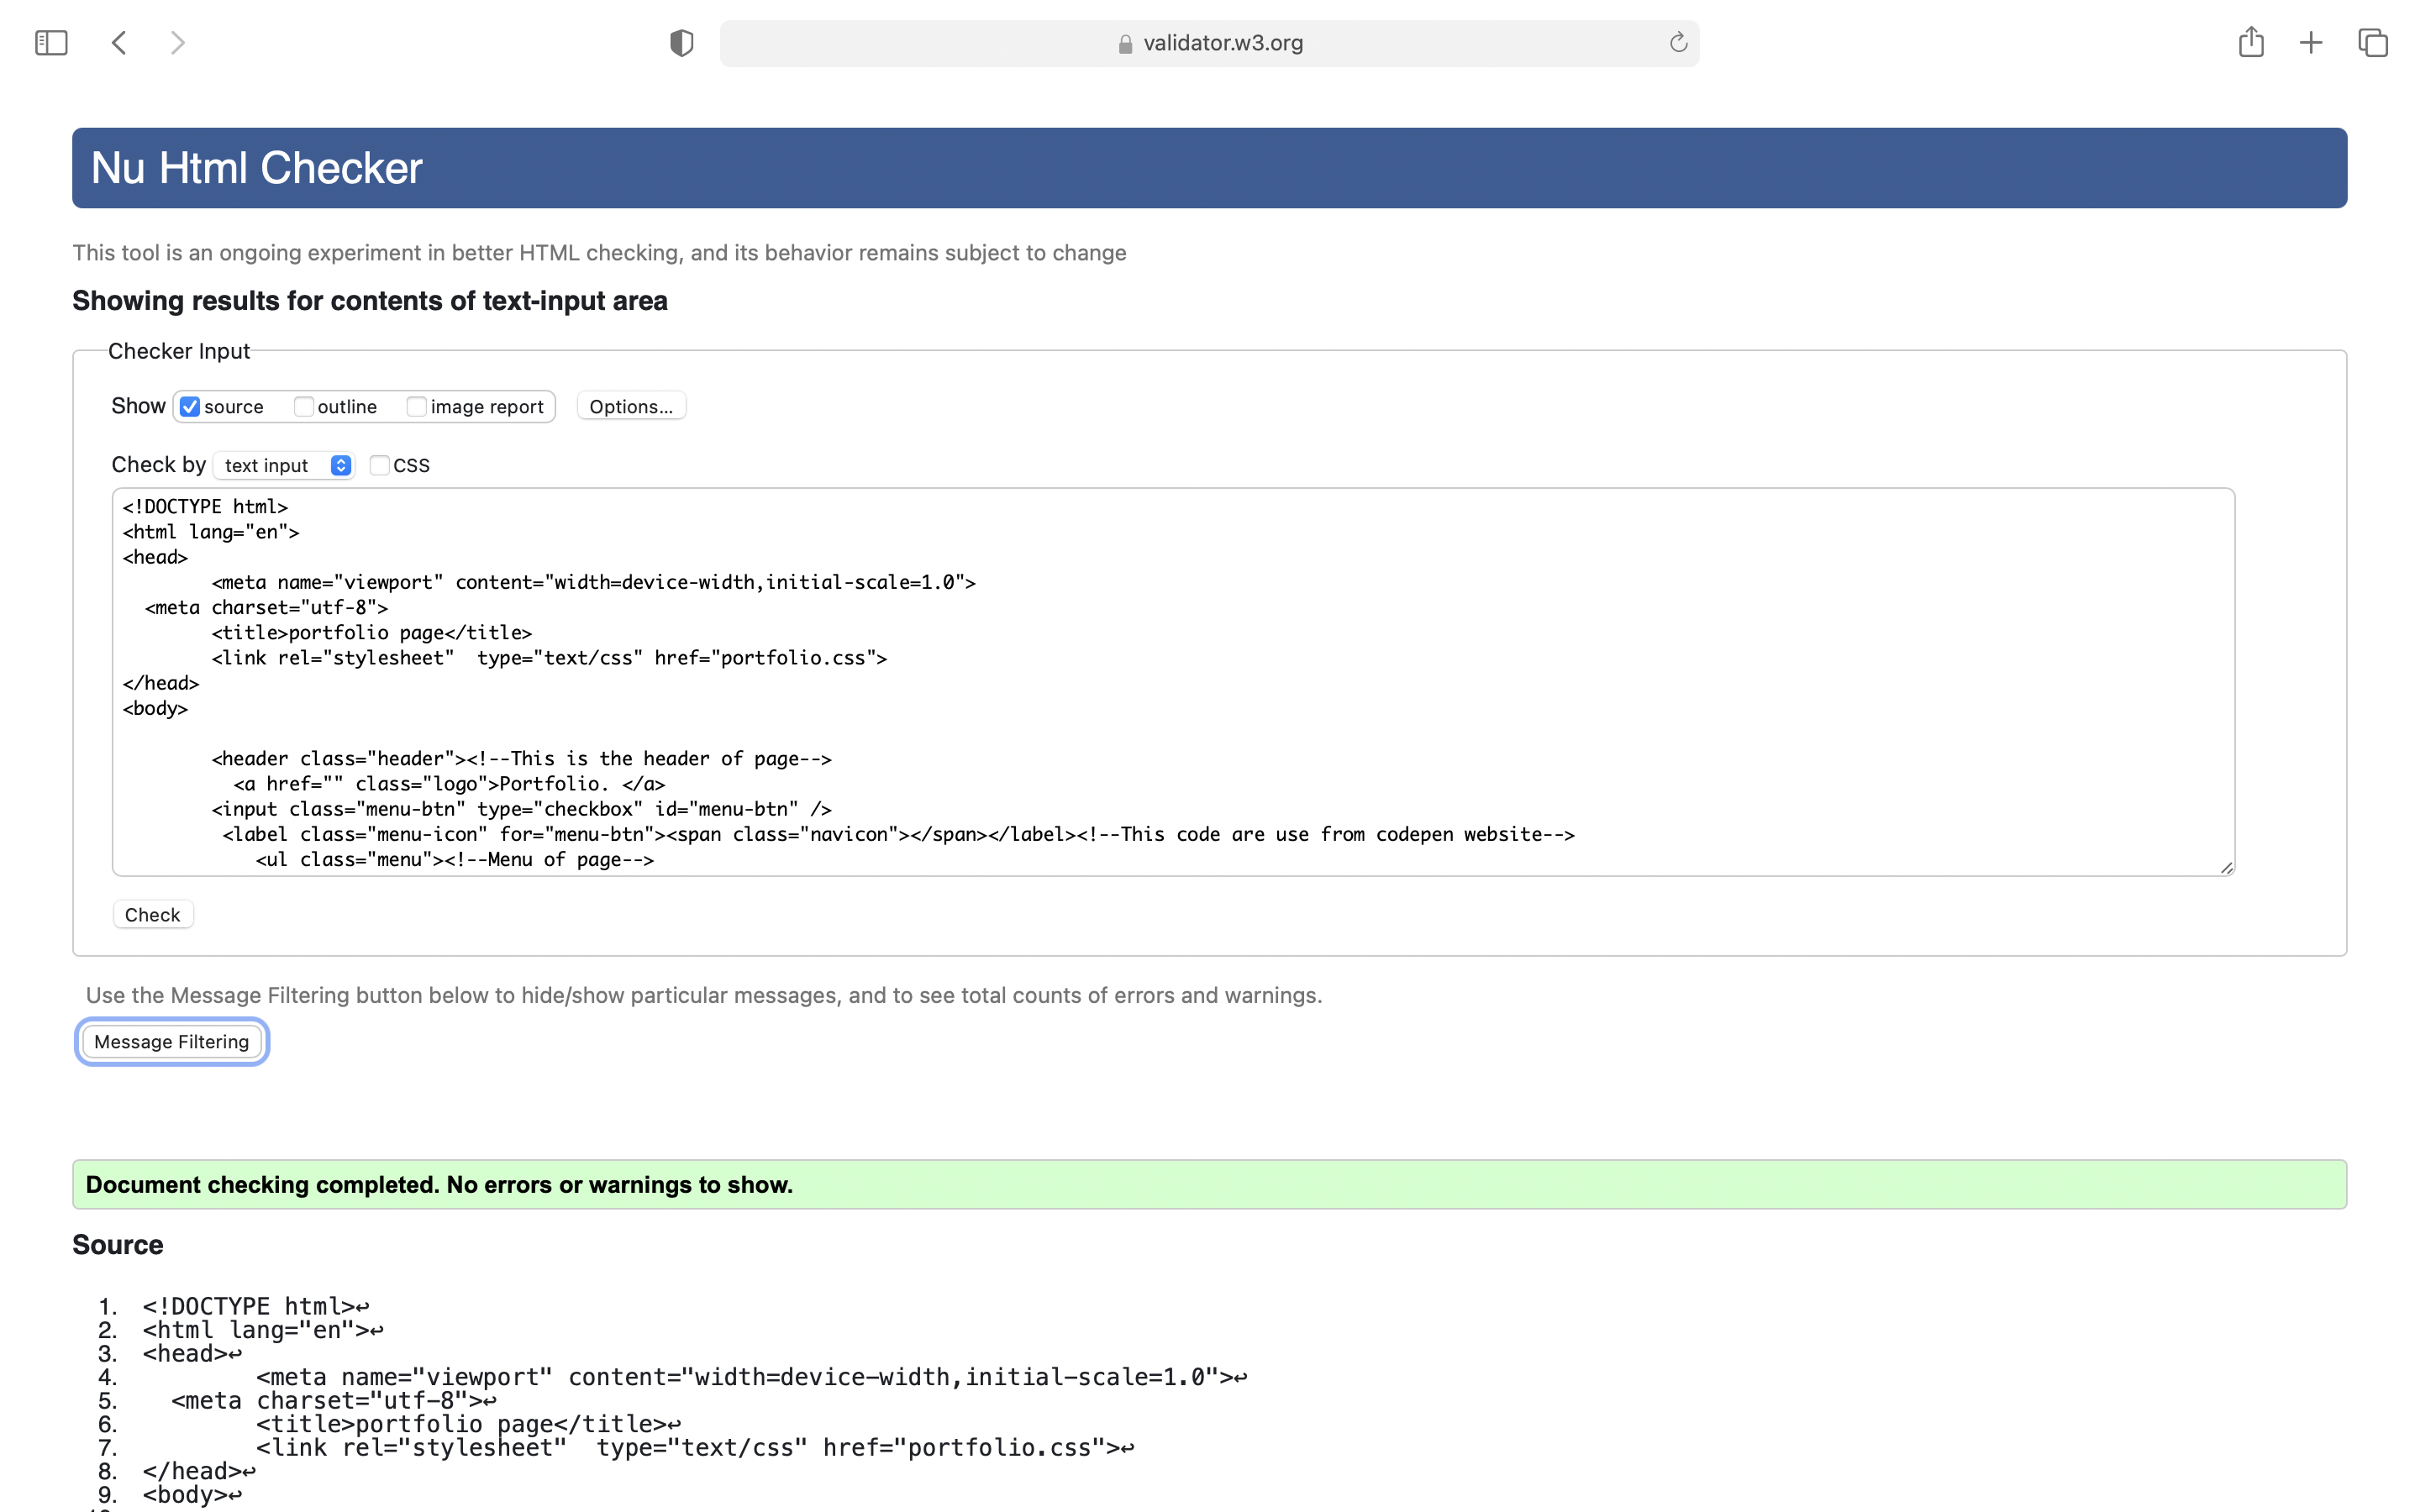 validator.w3.org
Nu Html Checker
This tool is an ongoing experiment in better HTML checking, and its behavior remains subject to change
Showing results for contents of text-input area
Checker Input
Show source outline image report Options...
Check by text input CSS
<!DOCTYPE html>
<html lang="en">
<head>
<meta name="viewport" content="width=device-width,initial-scale=1.0">
<meta charset="utf-8">
<title>portfolio page</title>
<link rel="stylesheet"  type="text/css" href="portfolio.css">
</head>
<body>
<header class="header"><!--This is the header of page-->
<a href="" class="logo">Portfolio. </a>
<input class="menu-btn" type="checkbox" id="menu-btn" />
<label class="menu-icon" for="menu-btn"><span class="navicon"></span></label><!--This code are use from codepen website-->
<ul class="menu"><!--Menu of page-->
Check
Use the Message Filtering button below to hide/show particular messages, and to see total counts of errors and warnings.
Message Filtering
Document checking completed. No errors or warnings to show.
Source
1. <!DOCTYPE html>↩
2. <html lang="en">↩
3. <head>↩
4. <meta name="viewport" content="width=device-width,initial-scale=1.0">↩
5. <meta charset="utf-8">↩
6. <title>portfolio page</title>↩
7. <link rel="stylesheet"  type="text/css" href="portfolio.css">↩
8. </head>↩
9. <body>↩